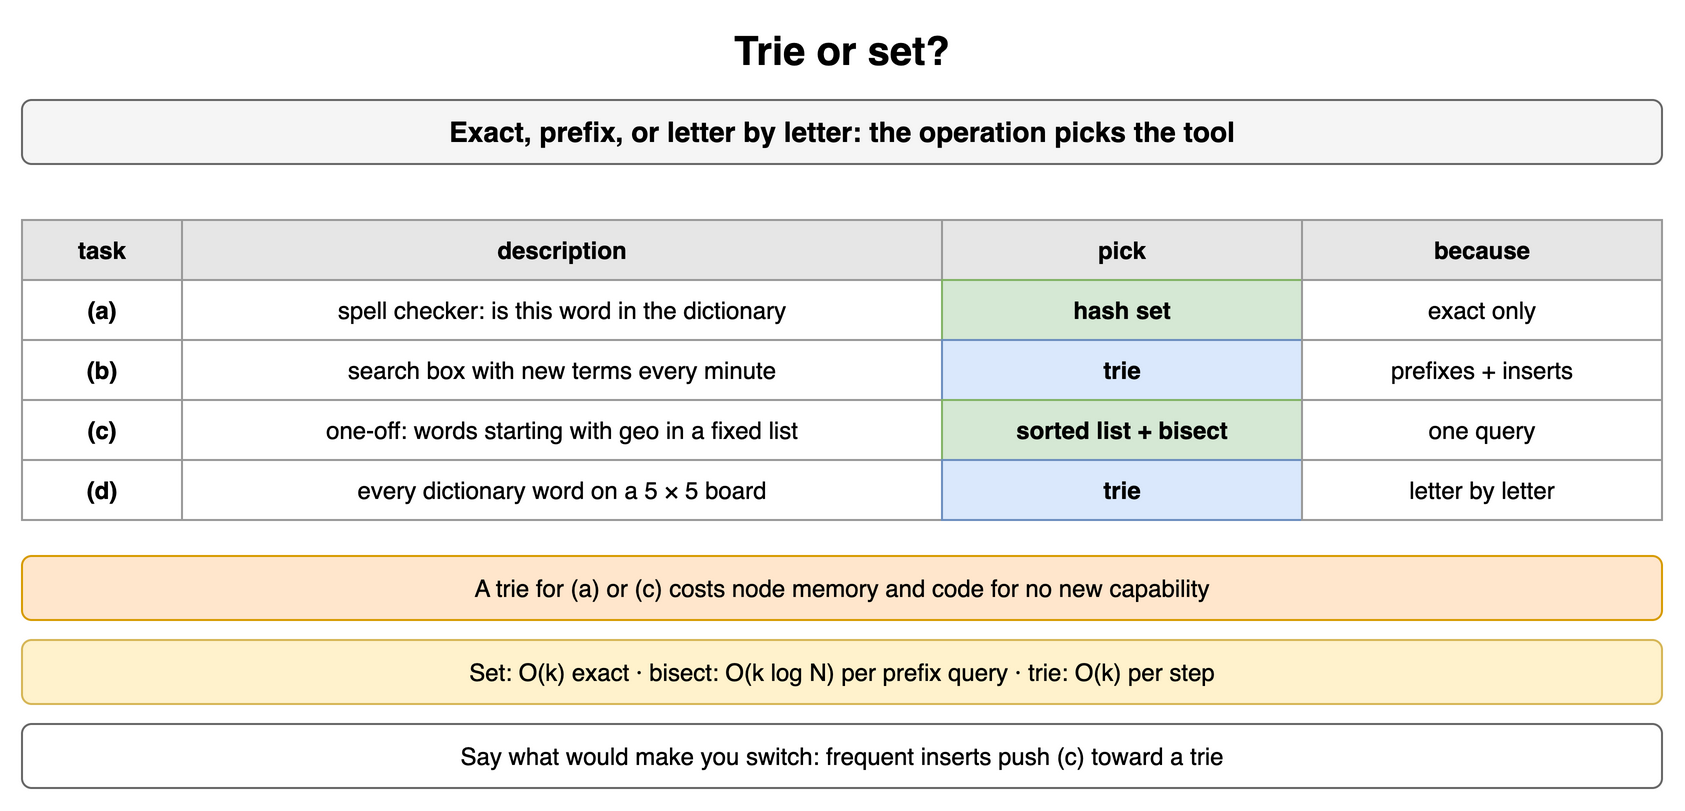 Trie or set?
Exact, prefix, or letter by letter: the operation picks the tool
task description pick because
(a) spell checker: is this word in the dictionary hash set exact only
(b) search box with new terms every minute trie prefixes + inserts
(c) one-off: words starting with geo in a fixed list sorted list + bisect one query
(d) every dictionary word on a 5 × 5 board trie letter by letter
A trie for (a) or (c) costs node memory and code for no new capability
Set: O(k) exact · bisect: O(k log N) per prefix query · trie: O(k) per step
Say what would make you switch: frequent inserts push (c) toward a trie